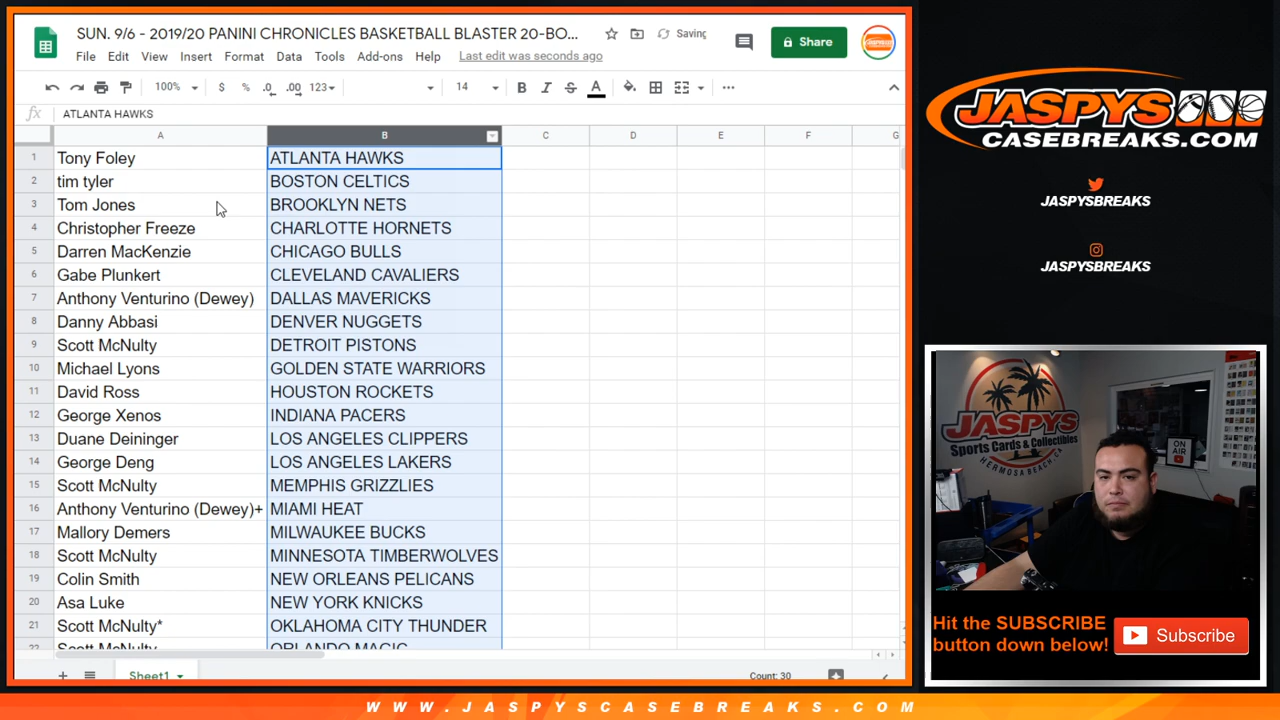 SUN. 9/6 - 2019/20 PANINI CHRONICLES BASKETBALL BLASTER 20-BO...
Saving
Share
File Edit View Insert Format Data Tools Add-ons Help Last edit was seconds ago
100% $ % .0 .00 123 14 B I S A
fx ATLANTA HAWKS
A B C D E F G
1 Tony Foley ATLANTA HAWKS
2 tim tyler BOSTON CELTICS
3 Tom Jones BROOKLYN NETS
4 Christopher Freeze CHARLOTTE HORNETS
5 Darren MacKenzie CHICAGO BULLS
6 Gabe Plunkert CLEVELAND CAVALIERS
7 Anthony Venturino (Dewey) DALLAS MAVERICKS
8 Danny Abbasi DENVER NUGGETS
9 Scott McNulty DETROIT PISTONS
10 Michael Lyons GOLDEN STATE WARRIORS
11 David Ross HOUSTON ROCKETS
12 George Xenos INDIANA PACERS
13 Duane Deininger LOS ANGELES CLIPPERS
14 George Deng LOS ANGELES LAKERS
15 Scott McNulty MEMPHIS GRIZZLIES
16 Anthony Venturino (Dewey)+ MIAMI HEAT
17 Mallory Demers MILWAUKEE BUCKS
18 Scott McNulty MINNESOTA TIMBERWOLVES
19 Colin Smith NEW ORLEANS PELICANS
20 Asa Luke NEW YORK KNICKS
21 Scott McNulty* OKLAHOMA CITY THUNDER
22 Scott McNulty ORLANDO MAGIC
Sheet1
Count: 30
JASPYS
CASEBREAKS.COM
JASPYSBREAKS
JASPYSBREAKS
JASPYS
Sports Cards & Collectibles
HERMOSA BEACH, CA
ON AIR
Hit the SUBSCRIBE
button down below!
Subscribe
WWW.JASPYSCASEBREAKS.COM